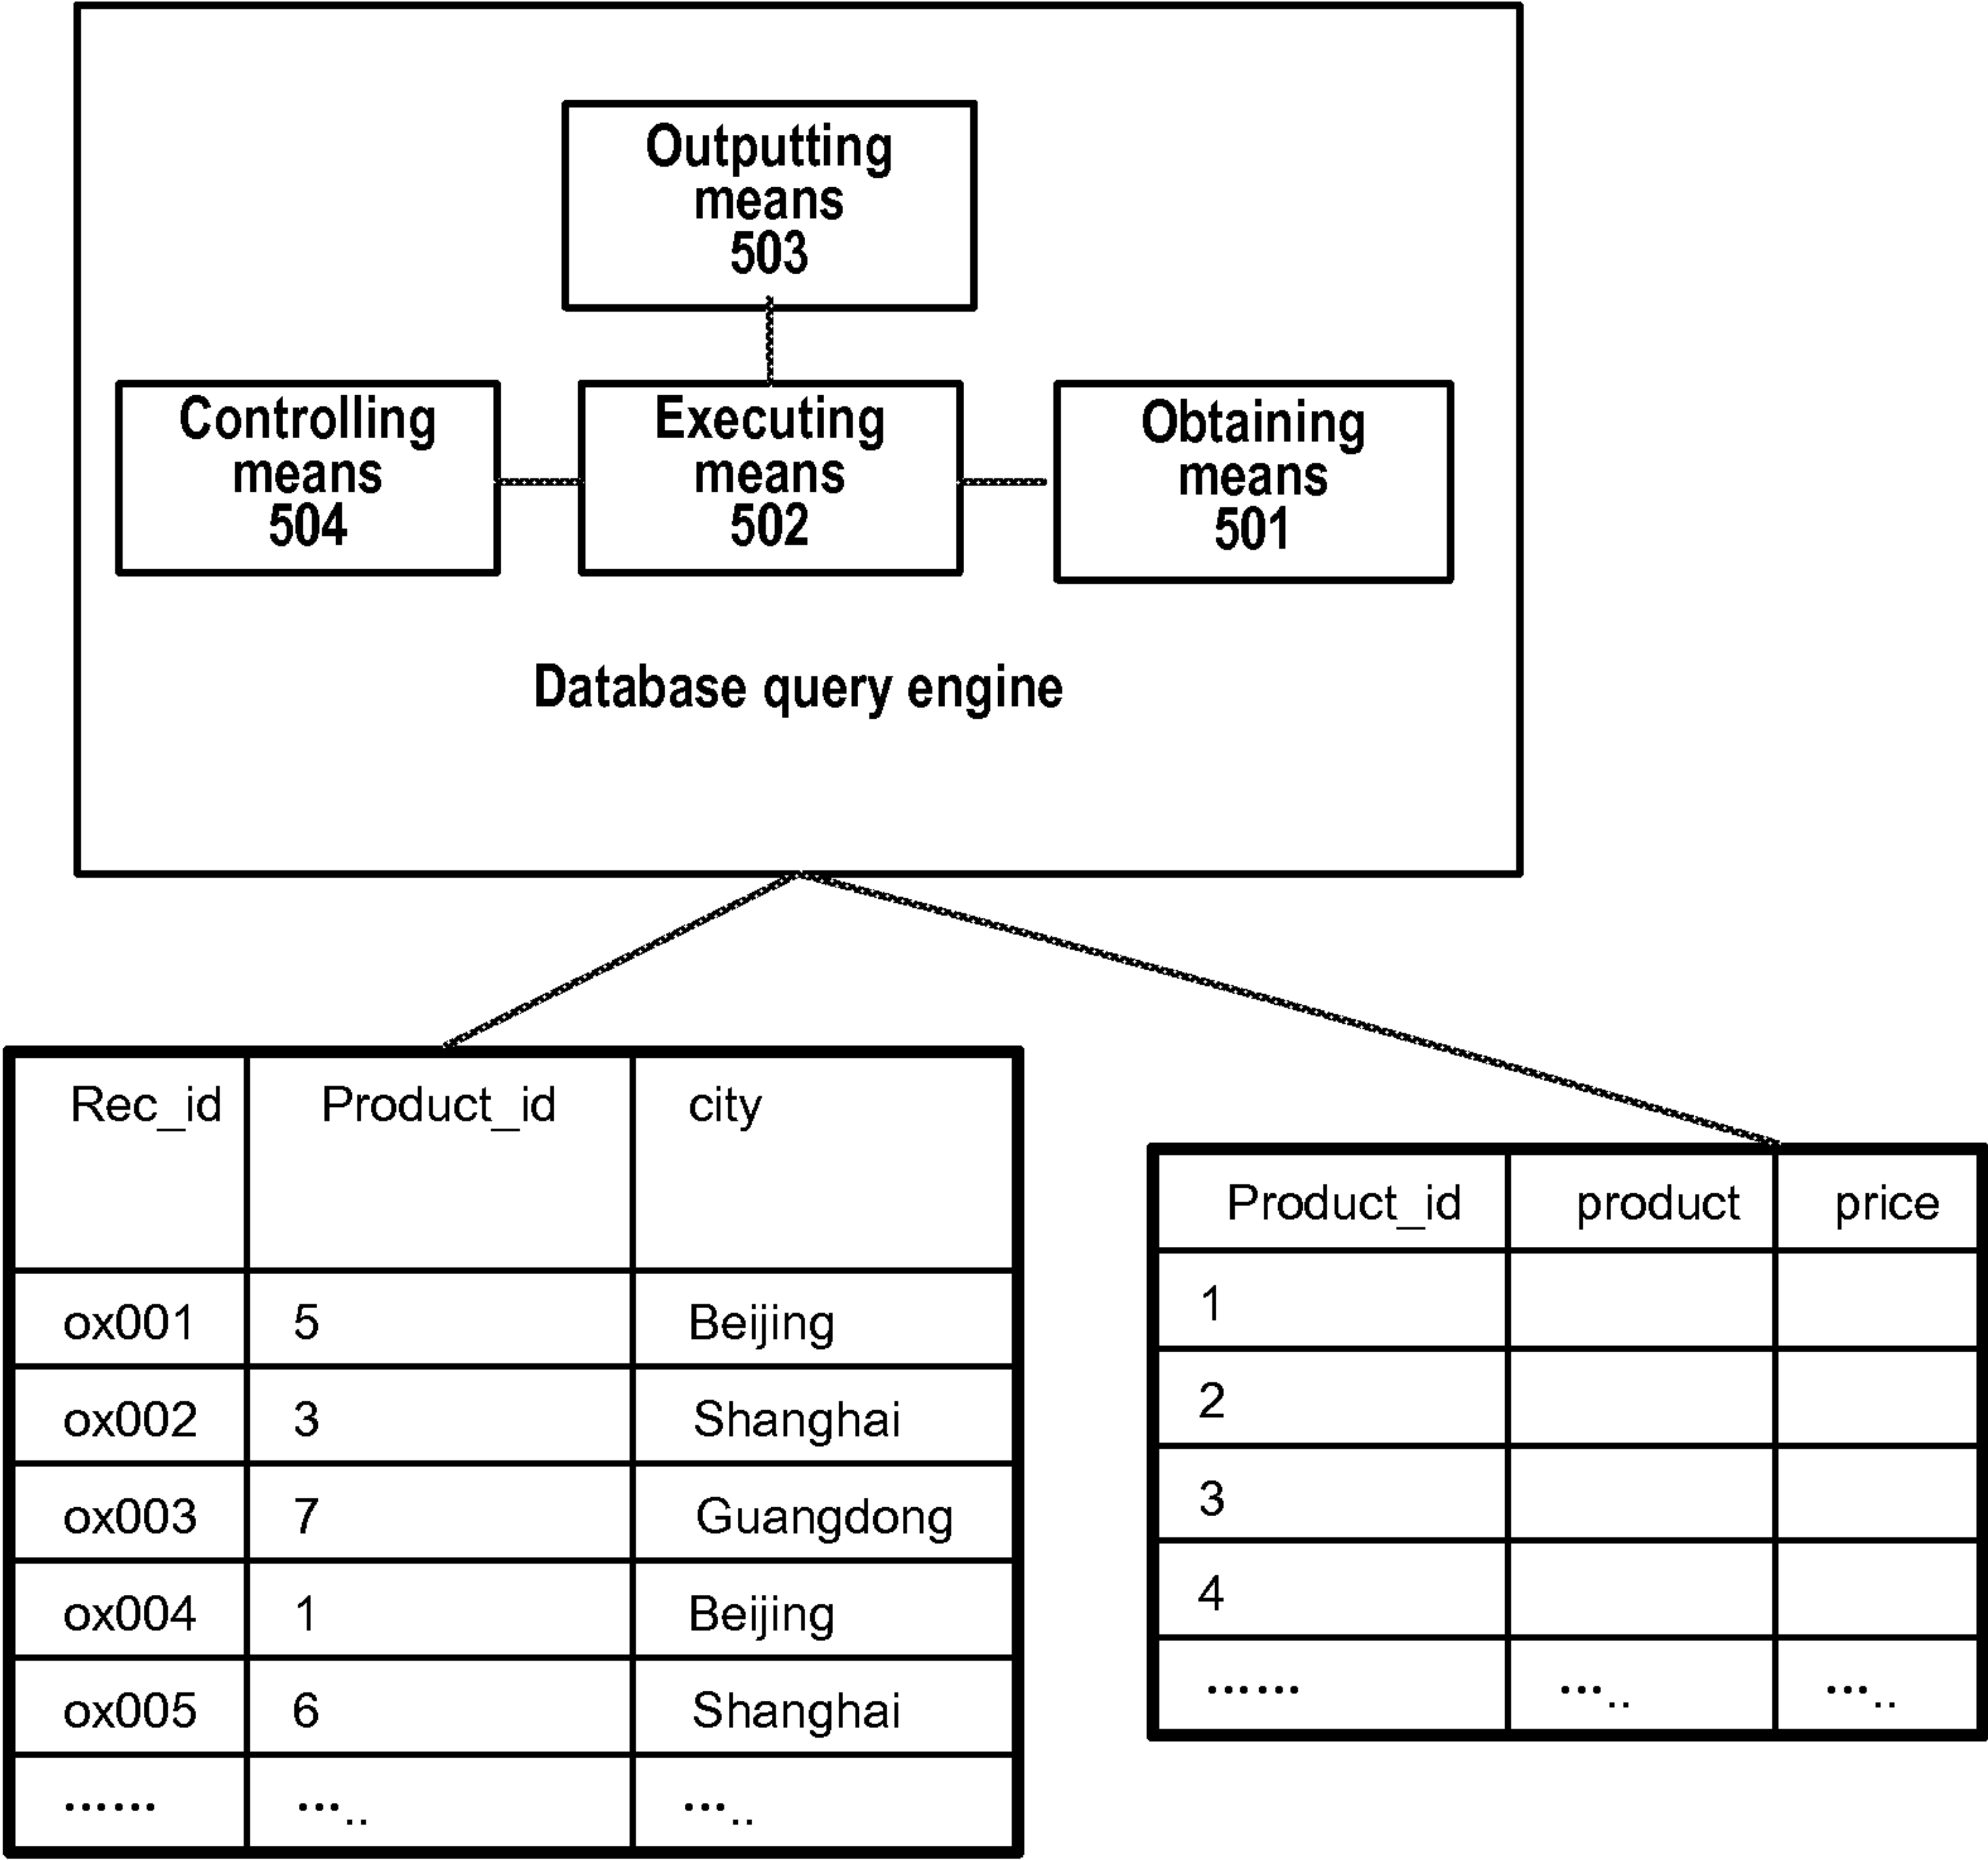 Outputting
means
503
Controlling
means
504
Executing
means
502
Obtaining
means
501
Database query engine
Rec_id Product_id city
ox001 5 Beijing
ox002 3 Shanghai
ox003 7 Guangdong
ox004 1 Beijing
ox005 6 Shanghai
...... ..... .....
Product_id product price
1
2
3
4
...... ..... .....